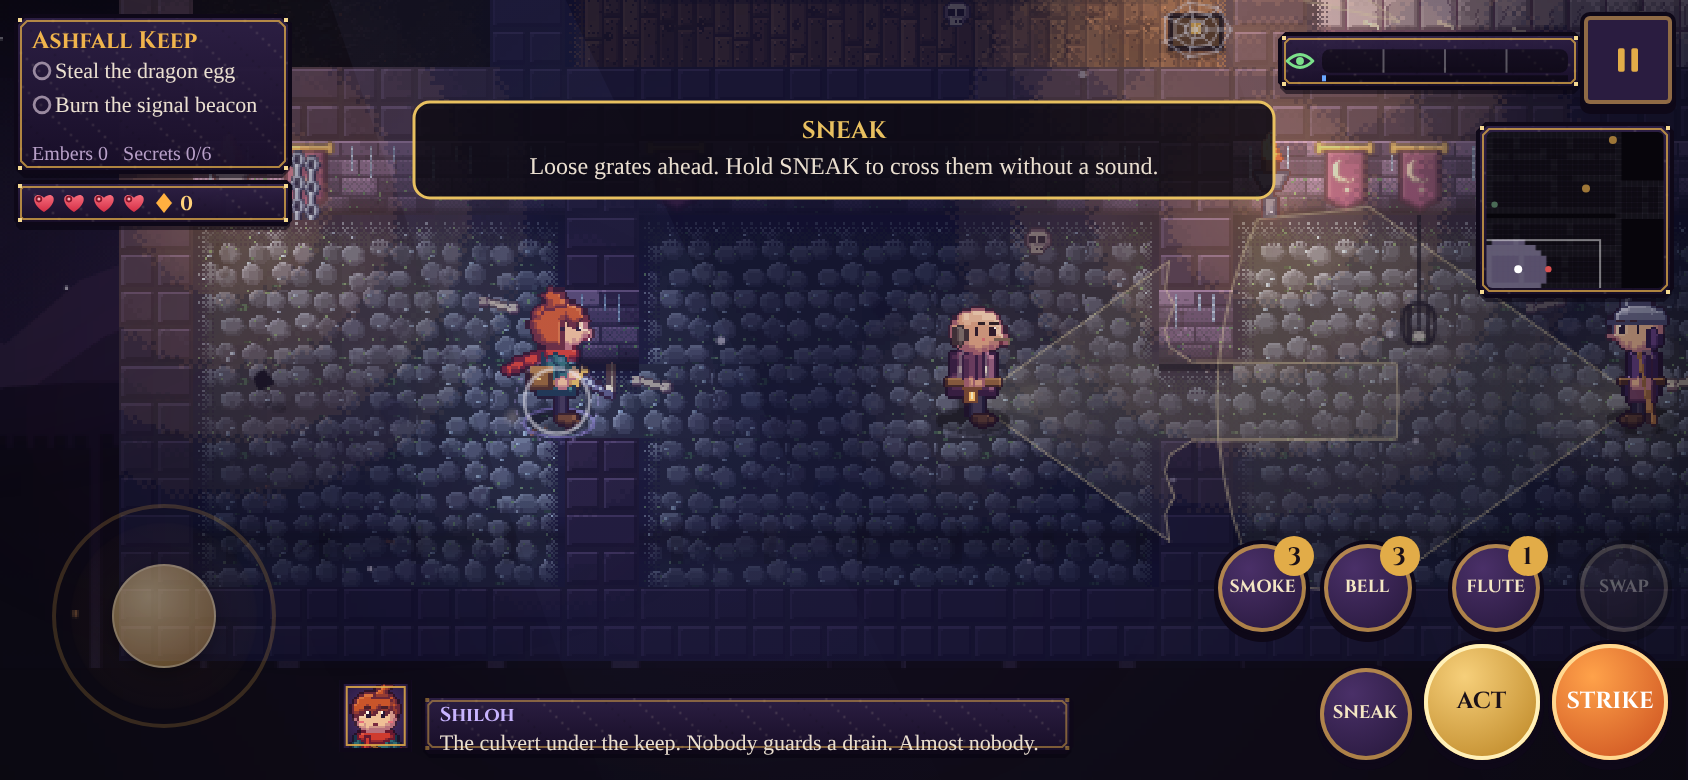 ASHFALL KEEP
Steal the dragon egg
Burn the signal beacon
Embers 0 Secrets 0/6
0
SNEAK
Loose grates ahead. Hold SNEAK to cross them without a sound.
3
3
1
SMOKE
BELL
FLUTE
SWAP
SNEAK
ACT
STRIKE
SHILOH
The culvert under the keep. Nobody guards a drain. Almost nobody.